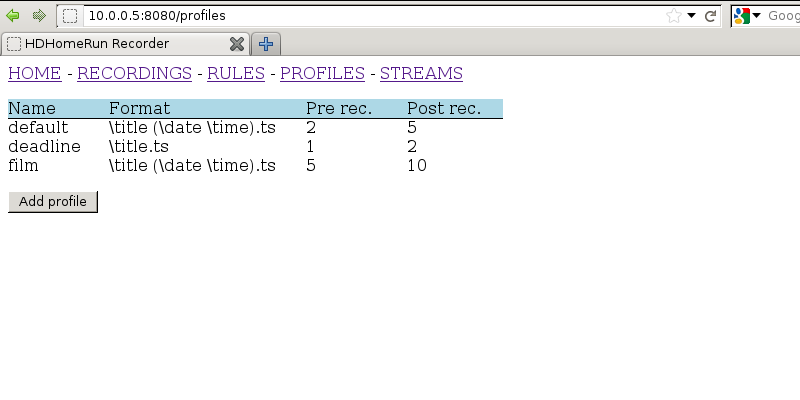 10.0.0.5:8080/profiles
Goog
HDHomeRun Recorder
HOME - RECORDINGS - RULES - PROFILES - STREAMS
Name Format Pre rec. Post rec.
default \title (\date \time).ts 2 5
deadline \title.ts 1 2
film \title (\date \time).ts 5 10
Add profile